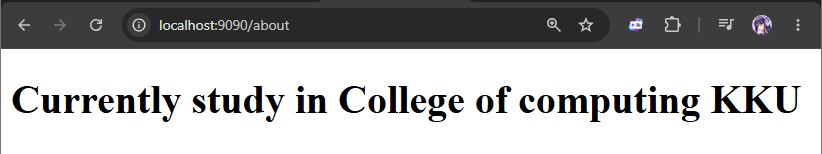 localhost:9090/about
Currently study in College of computing KKU